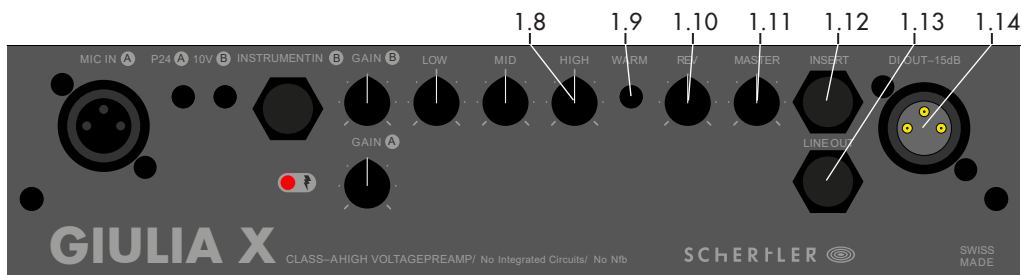 1.8 1.9 1.10 1.11 1.12 1.13 1.14
MIC IN A P24 A 10V B INSTRUMENTIN B GAIN B LOW MID HIGH WARM REV MASTER INSERT DI OUT–15dB
GAIN A LINE OUT
GIULIA X CLASS–AHIGH VOLTAGEPREAMP/ No Integrated Circuits/ No Nfb SCHERTLER SWISS
MADE